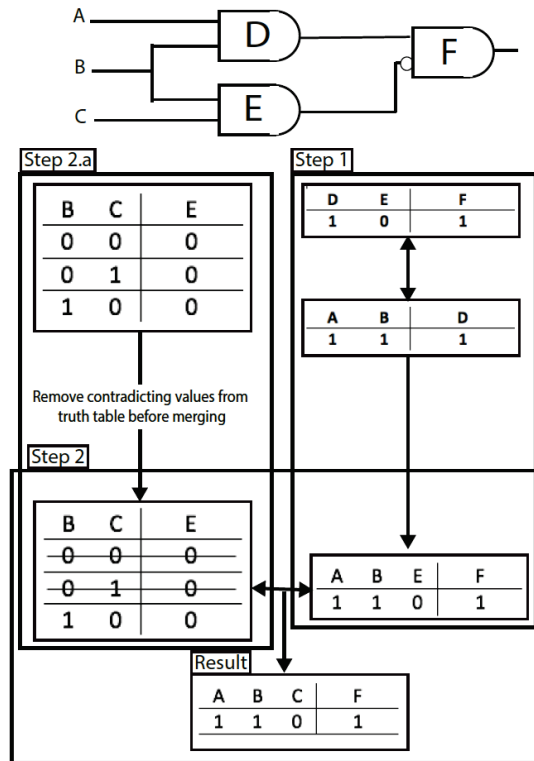 A
D
F
B
E
C
Step 2.a
Step 1
B C E
0 0 0
0 1 0
1 0 0
D E F
1 0 1
A B D
1 1 1
Remove contradicting values from
truth table before merging
Step 2
B C E
0 0 0
0 1 0
1 0 0
A B E F
1 1 0 1
Result
A B C F
1 1 0 1